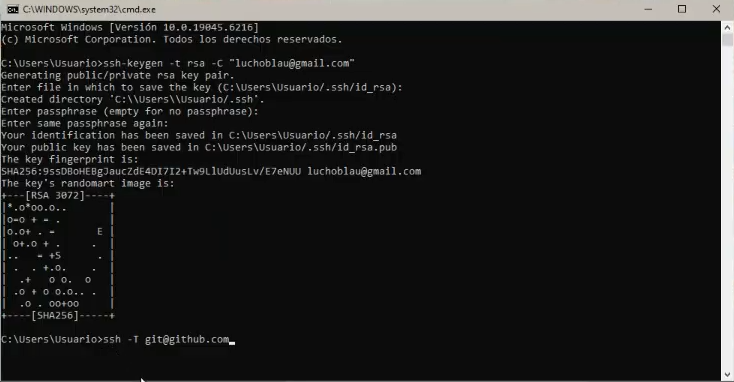 C:\WINDOWS\system32\cmd.exe
Microsoft Windows [Versión 10.0.19045.6216]
(c) Microsoft Corporation. Todos los derechos reservados.
C:\Users\Usuario>ssh-keygen -t rsa -C "luchoblau@gmail.com"
Generating public/private rsa key pair.
Enter file in which to save the key (C:\Users\Usuario/.ssh/id_rsa):
Created directory 'C:\\Users\\Usuario/.ssh'.
Enter passphrase (empty for no passphrase):
Enter same passphrase again:
Your identification has been saved in C:\Users\Usuario/.ssh/id_rsa
Your public key has been saved in C:\Users\Usuario/.ssh/id_rsa.pub
The key fingerprint is:
SHA256:9ssDBoHEBgJaucZdE4DI7I2+Tw9LlUdUusLv/E7eNUU luchoblau@gmail.com
The key's randomart image is:
+---[RSA 3072]----+
|*.o*oo.o..       |
|o=o + = .        |
|o.o+ . =       E |
| o+.o + .     .  |
|..   = +S      . |
| .  . +.o.    .  |
|  .+   o o.  o   |
| .o + o o.o.. .  |
|  .o . oo+oo     |
+----[SHA256]-----+
C:\Users\Usuario>ssh -T git@github.com